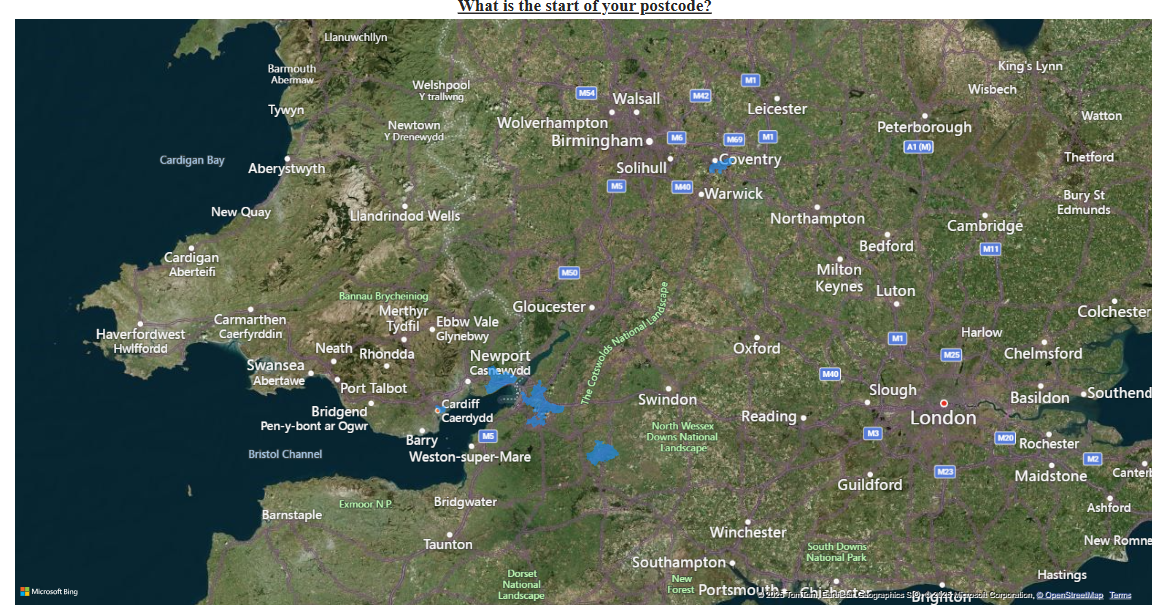 What is the start of your postcode?
Llanuwchllyn
King's Lynn
Barmouth
Abermaw
M54
M42
M1
Welshpool
Y trallwng
Walsall
Leicester
Wisbech
Tywyn
Newtown
Y Drenewydd
Wolverhampton
Birmingham
M6
M69
M1
Peterborough
A1 (M)
Watton
Cardigan Bay
Aberystwyth
Solihull
Coventry
Thetford
M5
M40
Warwick
Bury St
Edmunds
New Quay
Llandrindod Wells
Northampton
Cambridge
Bedford
M11
Cardigan
Aberteifi
M50
Milton
Keynes
Luton
Bannau Brycheiniog
Merthyr
Tydfil
Gloucester
The Cotswolds National Landscape
Colchester
Haverfordwest
Hwlffordd
Carmarthen
Caerfyrddin
Ebbw Vale
Glynebwy
Harlow
M1
Neath
Rhondda
Newport
Casnewydd
Oxford
M25
Chelmsford
Swansea
Abertawe
Port Talbot
M40
Slough
Basildon
Southend
Swindon
Cardiff
Caerdydd
Bridgend
Pen-y-bont ar Ogwr
Reading
London
Barry
M5
North Wessex
Downs National
Landscape
M3
M20
Rochester
Bristol Channel
Weston-super-Mare
M23
M2
Maidstone
Canterb
Guildford
Exmoor N.P.
Bridgwater
Barnstaple
Ashford
Taunton
Winchester
New Romne
South Downs
National Park
Southampton
Dorset
National
Landscape
New
Forest
Hastings
Portsmouth
Chichester
Brighton
Microsoft Bing
Microsoft Corporation, © OpenStreetMap Terms